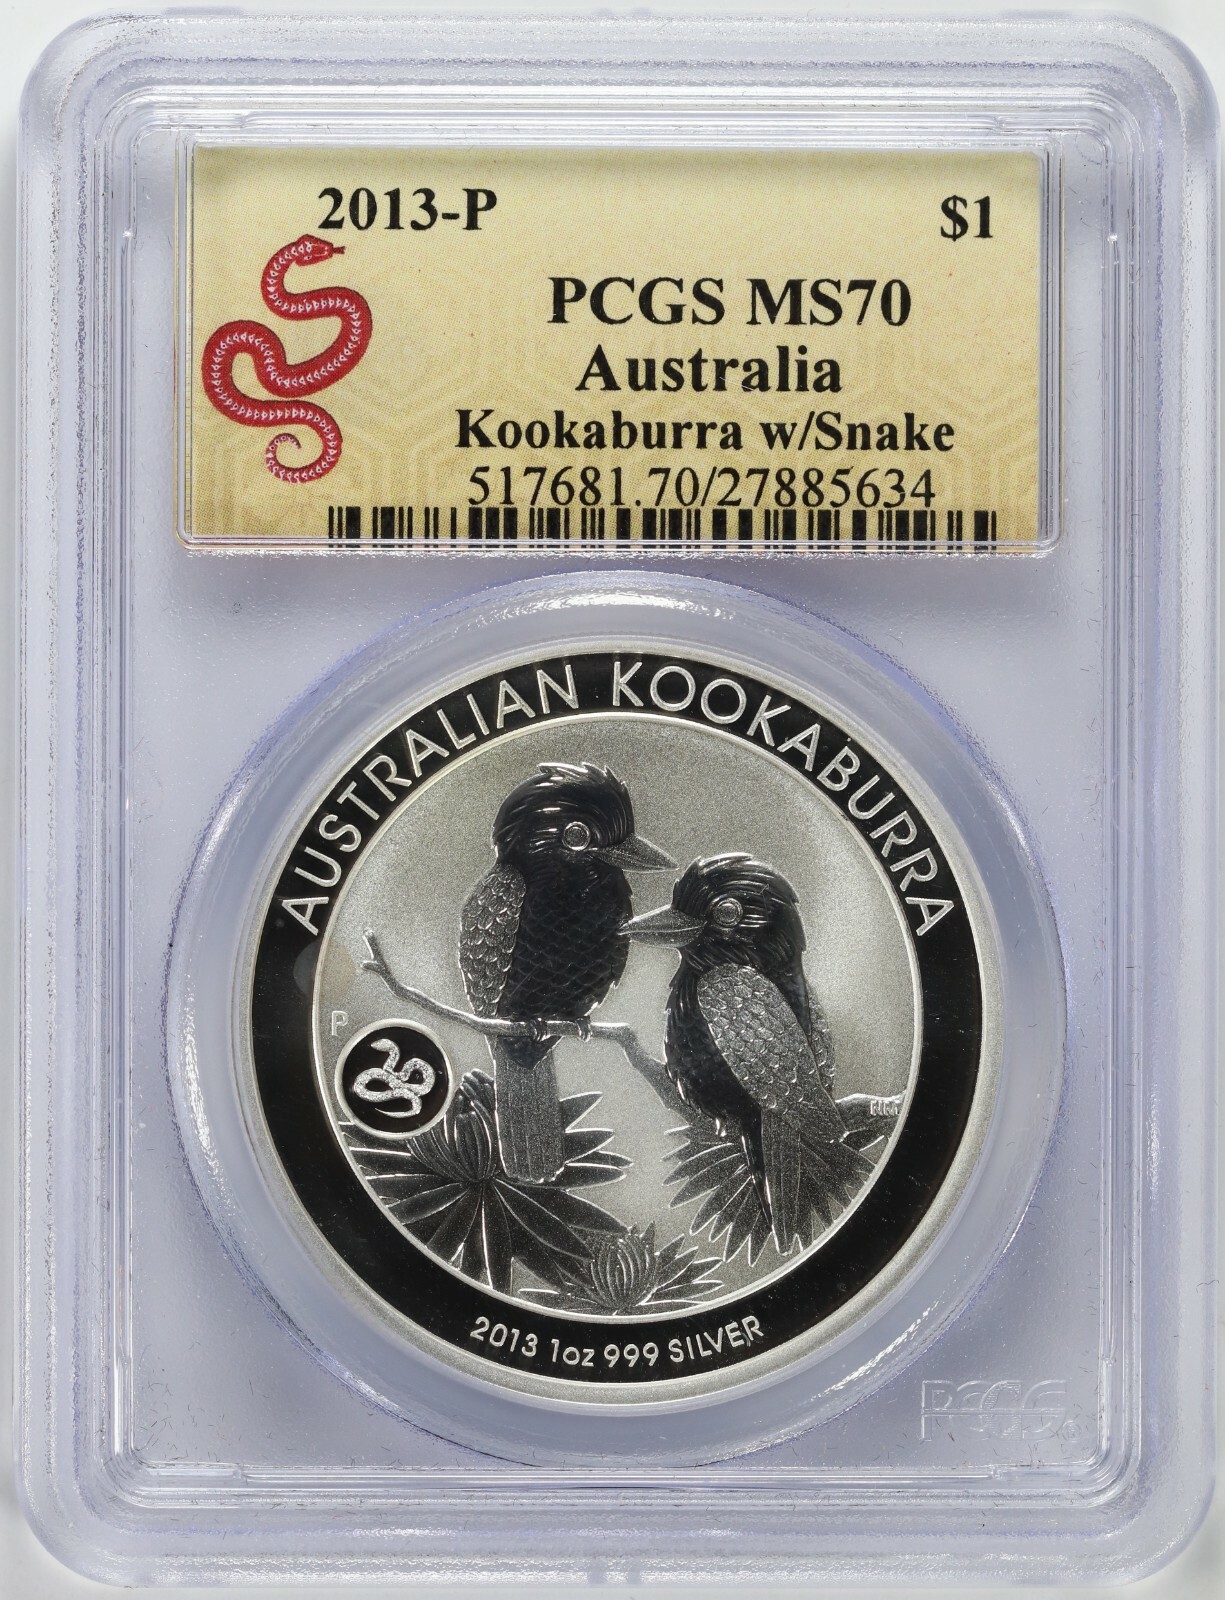 2013-P $1
PCGS MS70
Australia
Kookaburra w/Snake
517681.70/27885634
AUSTRALIAN KOOKABURRA
P
2013 1oz 999 SILVER
PCGS